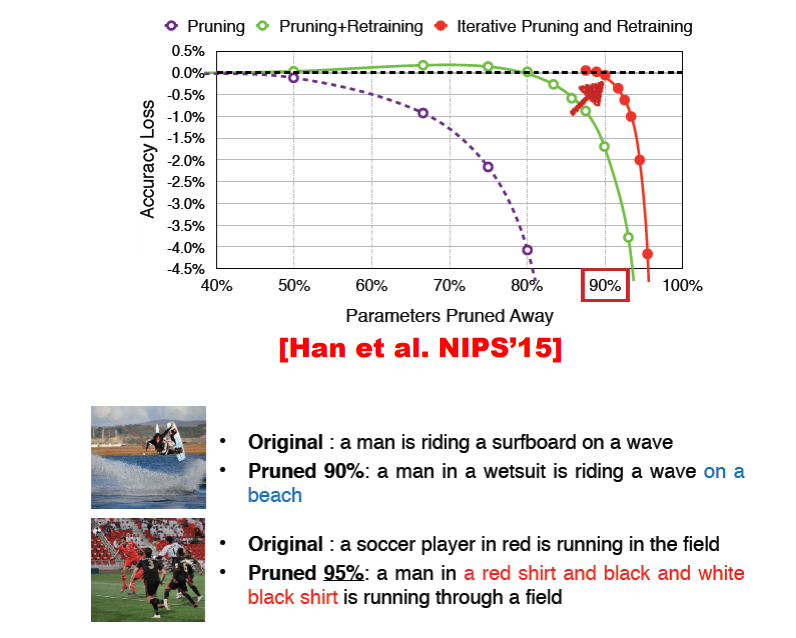 Pruning Pruning+Retraining Iterative Pruning and Retraining
0.5%
0.0%
-0.5%
-1.0%
-1.5%
-2.0%
-2.5%
-3.0%
-3.5%
-4.0%
-4.5%
Accuracy Loss
40% 50% 60% 70% 80% 90% 100%
Parameters Pruned Away
[Han et al. NIPS'15]
• Original : a man is riding a surfboard on a wave
• Pruned 90%: a man in a wetsuit is riding a wave on a
beach
• Original : a soccer player in red is running in the field
• Pruned 95%: a man in a red shirt and black and white
black shirt is running through a field